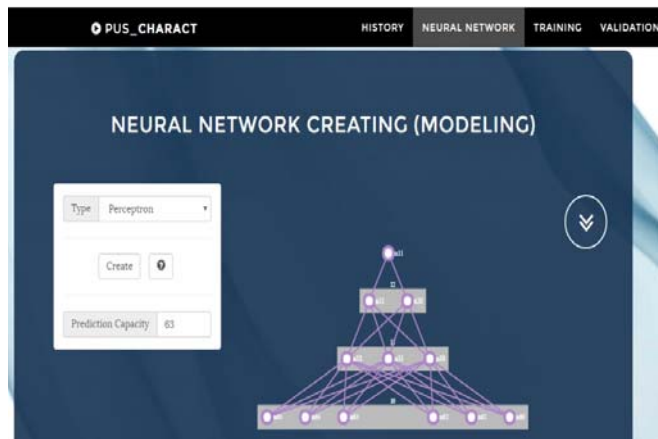 PUS_CHARACT
HISTORY NEURAL NETWORK TRAINING VALIDATION
NEURAL NETWORK CREATING (MODELING)
Type Perceptron
Create
Prediction Capacity 63